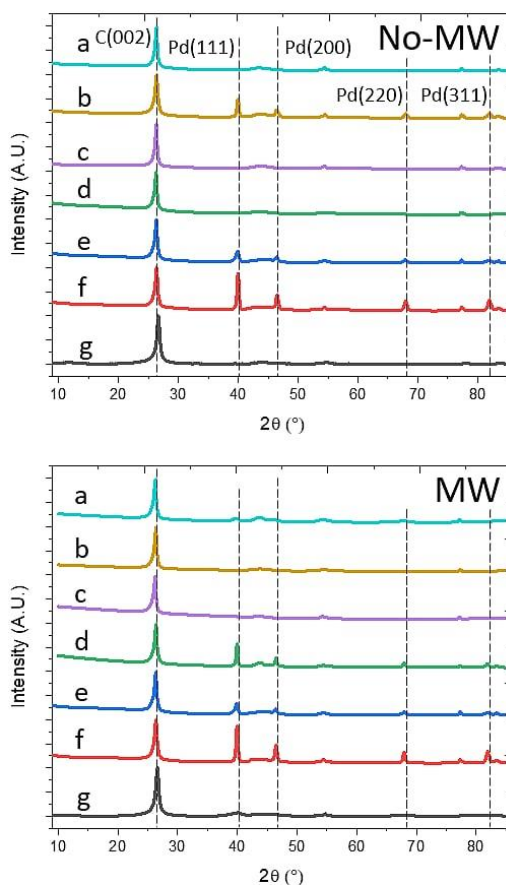 No-MW
C(002)
Pd(111)
Pd(200)
Pd(220)
Pd(311)
a
b
c
d
e
f
g
Intensity (A.U.)
10 20 30 40 50 60 70 80
2θ (°)
MW
a
b
c
d
e
f
g
Intensity (A.U.)
10 20 30 40 50 60 70 80
2θ (°)